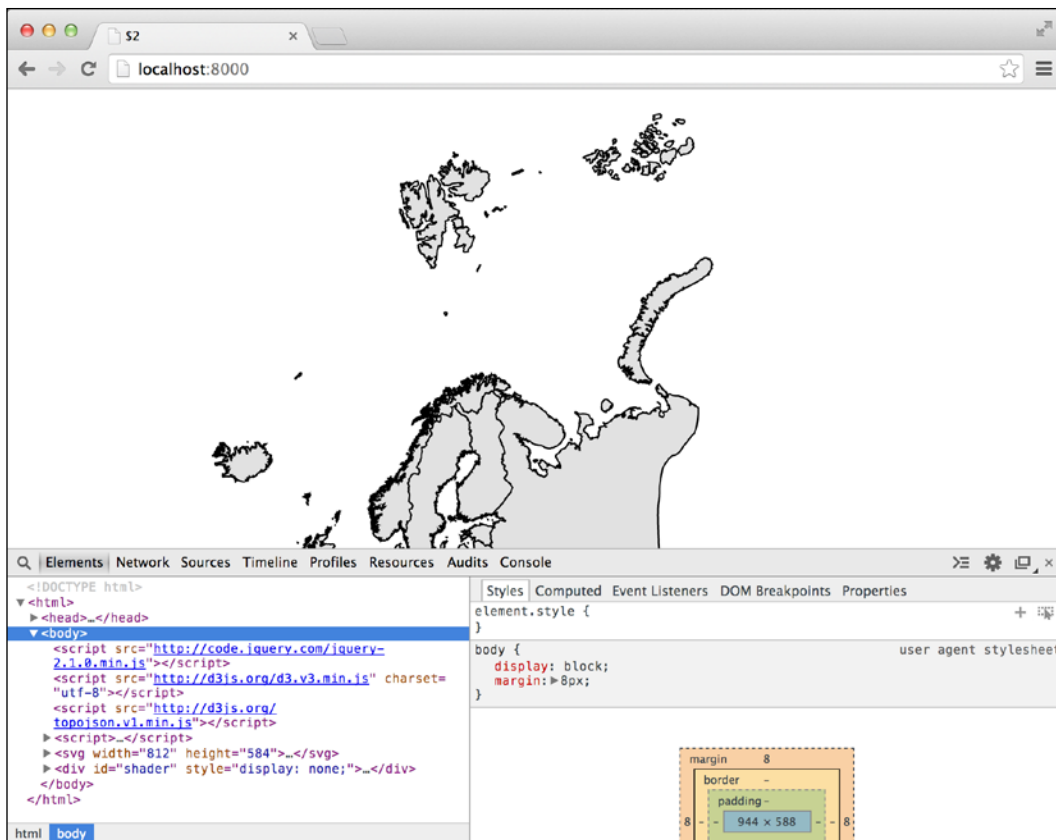 S2
localhost:8000
Elements Network Sources Timeline Profiles Resources Audits Console
<!DOCTYPE html>
▼<html>
▶<head>…</head>
▼<body>
<script src="http://code.jquery.com/jquery-
2.1.0.min.js"></script>
<script src="http://d3js.org/d3.v3.min.js" charset=
"utf-8"></script>
<script src="http://d3js.org/
topojson.v1.min.js"></script>
▶<script>…</script>
▶<svg width="812" height="584">…</svg>
▶<div id="shader" style="display: none;">…</div>
</body>
</html>
html body
Styles Computed Event Listeners DOM Breakpoints Properties
element.style {
}
body { user agent stylesheet
display: block;
margin:▶8px;
}
margin 8
border -
padding -
8 - - 944 × 588 - - 8